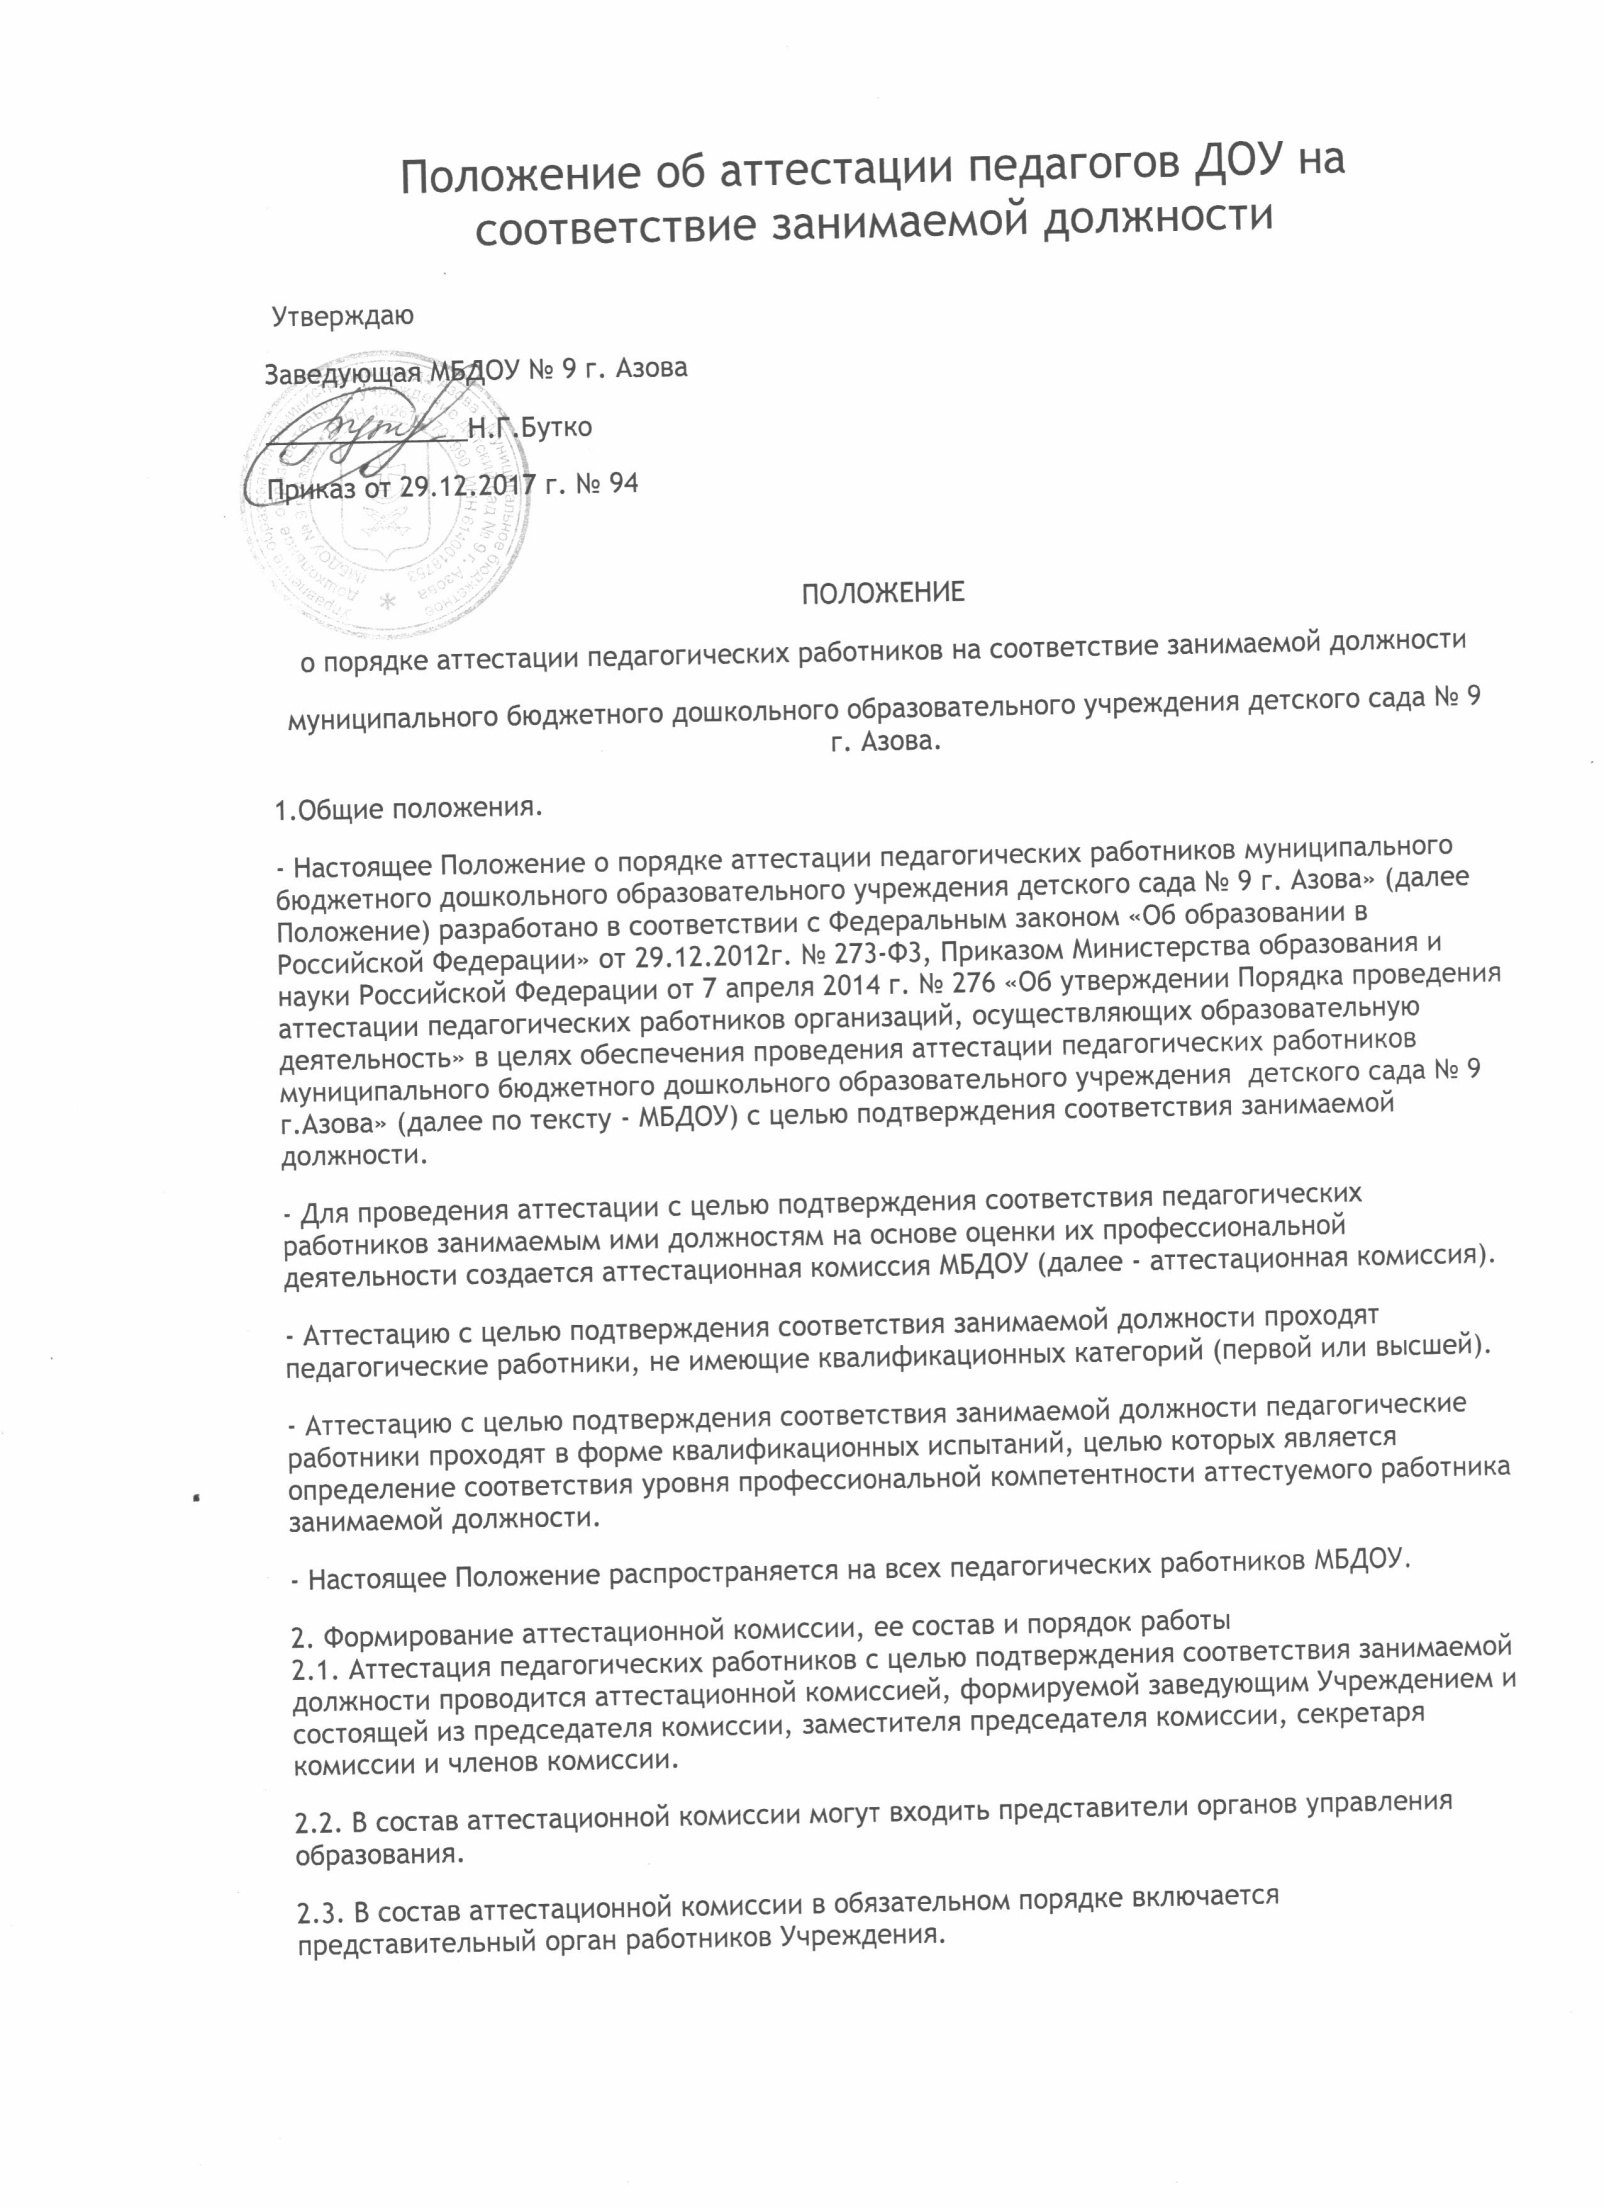 Положение об аттестации педагогов ДОУ на
соответствие занимаемой должности
Утверждаю
Заведующая МБДОУ № 9 г. Азова
______________Н.Г.Бутко
Приказ от 29.12.2017 г. № 94
ПОЛОЖЕНИЕ
о порядке аттестации педагогических работников на соответствие занимаемой должности
муниципального бюджетного дошкольного образовательного учреждения детского сада № 9
г. Азова.
1.Общие положения.
- Настоящее Положение о порядке аттестации педагогических работников муниципального
бюджетного дошкольного образовательного учреждения детского сада № 9 г. Азова» (далее
Положение) разработано в соответствии с Федеральным законом «Об образовании в
Российской Федерации» от 29.12.2012г. № 273-ФЗ, Приказом Министерства образования и
науки Российской Федерации от 7 апреля 2014 г. № 276 «Об утверждении Порядка проведения
аттестации педагогических работников организаций, осуществляющих образовательную
деятельность» в целях обеспечения проведения аттестации педагогических работников
муниципального бюджетного дошкольного образовательного учреждения  детского сада № 9
г.Азова» (далее по тексту - МБДОУ) с целью подтверждения соответствия занимаемой
должности.
- Для проведения аттестации с целью подтверждения соответствия педагогических
работников занимаемым ими должностям на основе оценки их профессиональной
деятельности создается аттестационная комиссия МБДОУ (далее - аттестационная комиссия).
- Аттестацию с целью подтверждения соответствия занимаемой должности проходят
педагогические работники, не имеющие квалификационных категорий (первой или высшей).
- Аттестацию с целью подтверждения соответствия занимаемой должности педагогические
работники проходят в форме квалификационных испытаний, целью которых является
определение соответствия уровня профессиональной компетентности аттестуемого работника
занимаемой должности.
- Настоящее Положение распространяется на всех педагогических работников МБДОУ.
2. Формирование аттестационной комиссии, ее состав и порядок работы
2.1. Аттестация педагогических работников с целью подтверждения соответствия занимаемой
должности проводится аттестационной комиссией, формируемой заведующим Учреждением и
состоящей из председателя комиссии, заместителя председателя комиссии, секретаря
комиссии и членов комиссии.
2.2. В состав аттестационной комиссии могут входить представители органов управления
образования.
2.3. В состав аттестационной комиссии в обязательном порядке включается
представительный орган работников Учреждения.